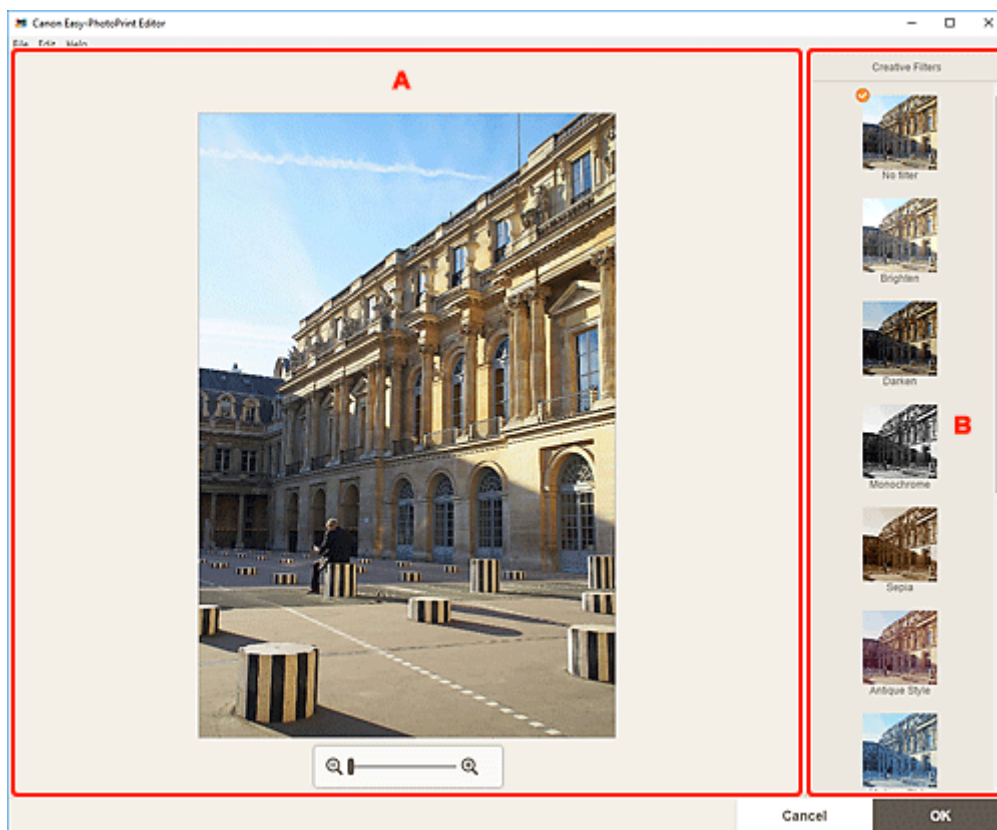 Canon Easy-PhotoPrint Editor
File Edit Help
A
Creative Filters
No filter
Brighten
Darken
Monochrome
B
Sepia
Antique Style
Cancel
OK